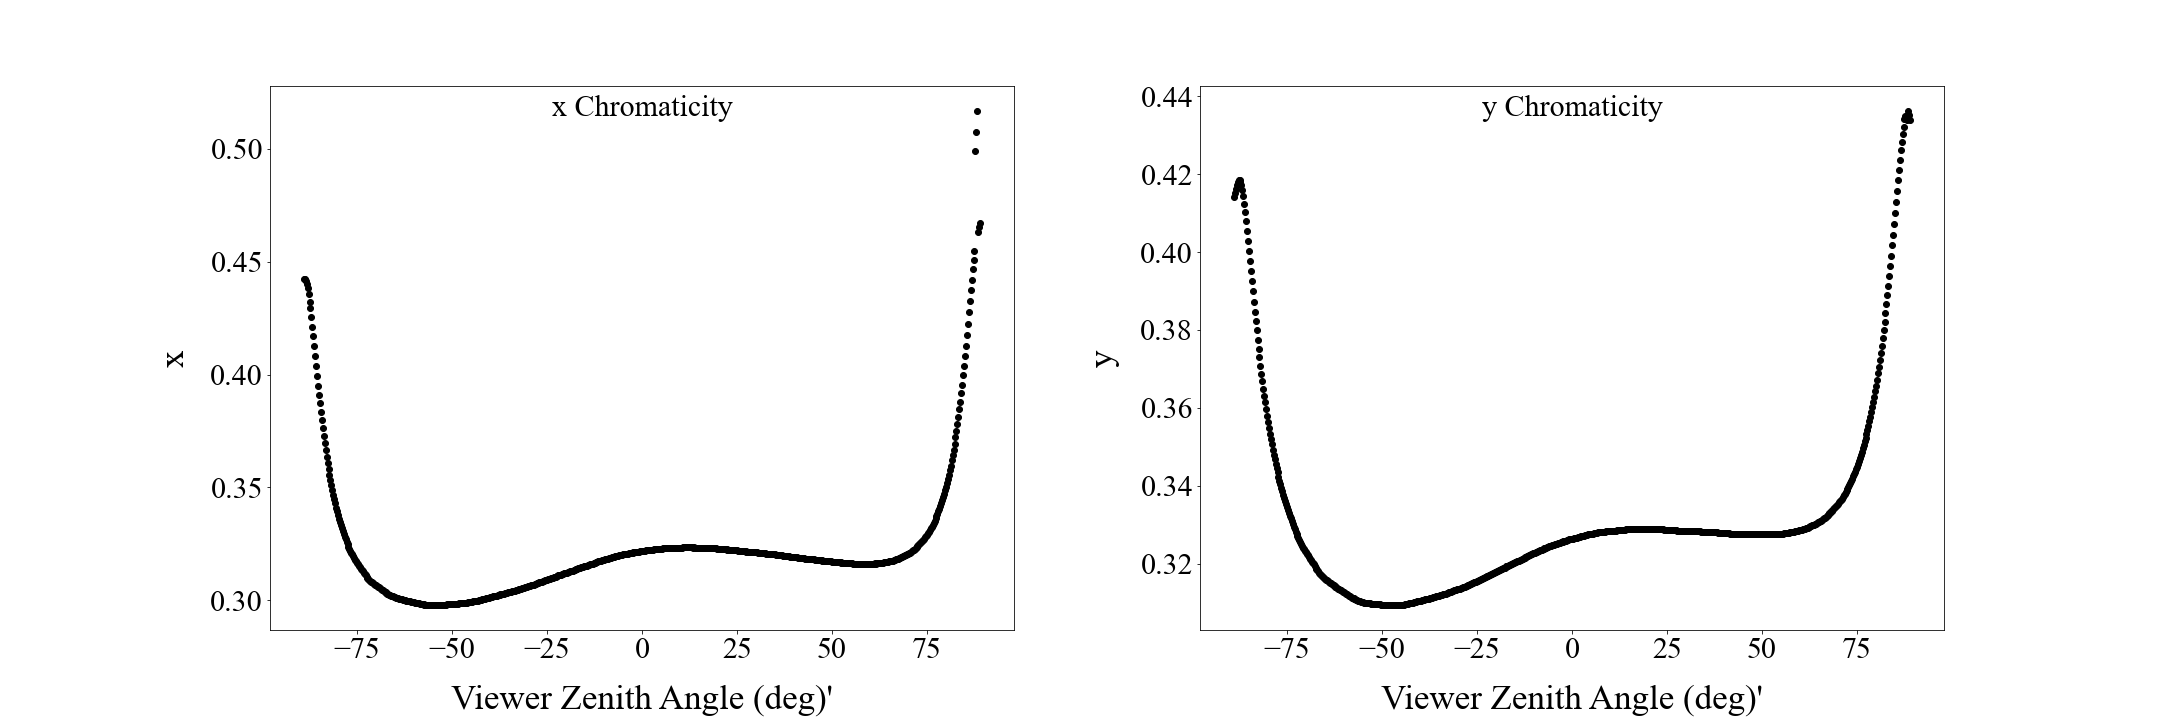 x Chromaticity
0.50
0.45
0.40
0.35
0.30
x
−75 −50 −25 0 25 50 75
Viewer Zenith Angle (deg)'
y Chromaticity
0.44
0.42
0.40
0.38
0.36
0.34
0.32
y
−75 −50 −25 0 25 50 75
Viewer Zenith Angle (deg)'